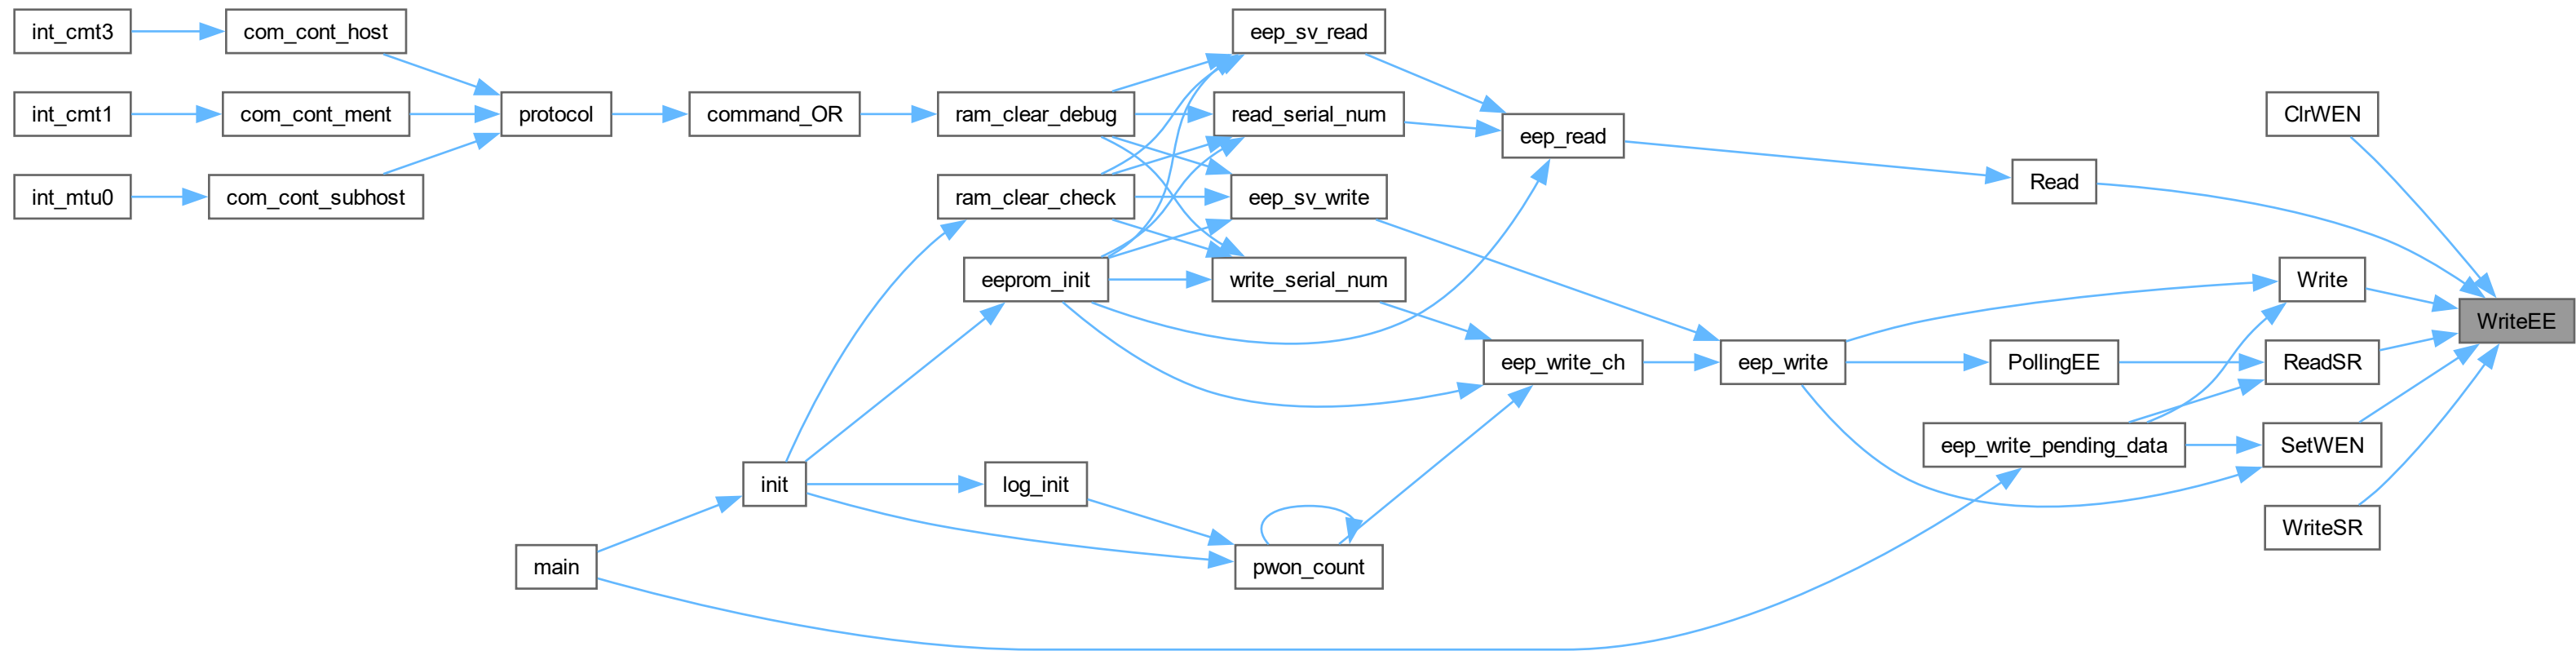 int_cmt3
com_cont_host
eep_sv_read
int_cmt1
com_cont_ment
protocol
command_OR
ram_clear_debug
read_serial_num
eep_read
ClrWEN
Read
int_mtu0
com_cont_subhost
ram_clear_check
eep_sv_write
eeprom_init
write_serial_num
Write
WriteEE
eep_write_ch
eep_write
PollingEE
ReadSR
eep_write_pending_data
SetWEN
init
log_init
WriteSR
main
pwon_count